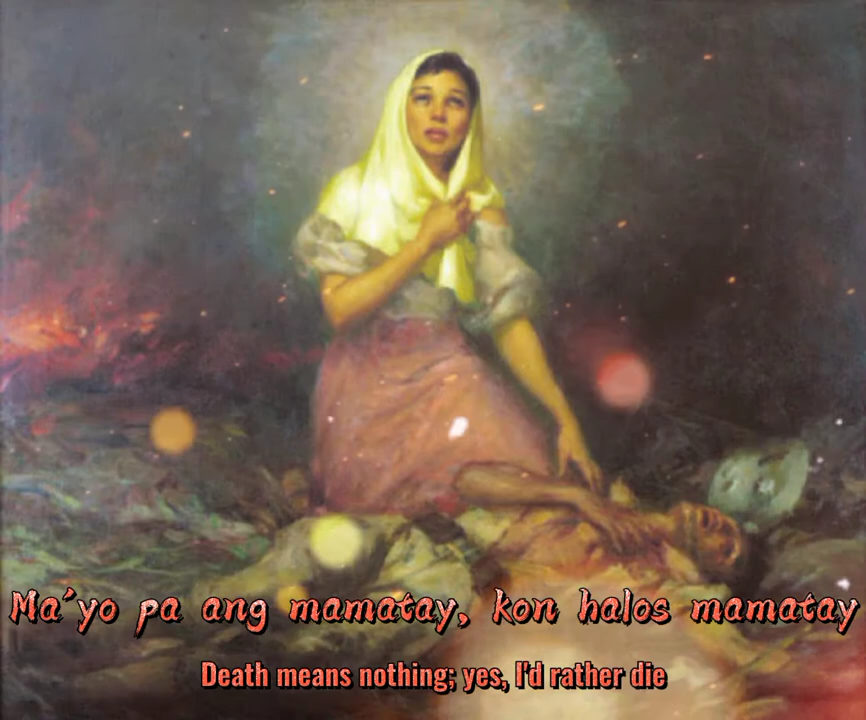 Ma'yo pa ang mamatay, kon halos mamatay
Death means nothing; yes, I'd rather die